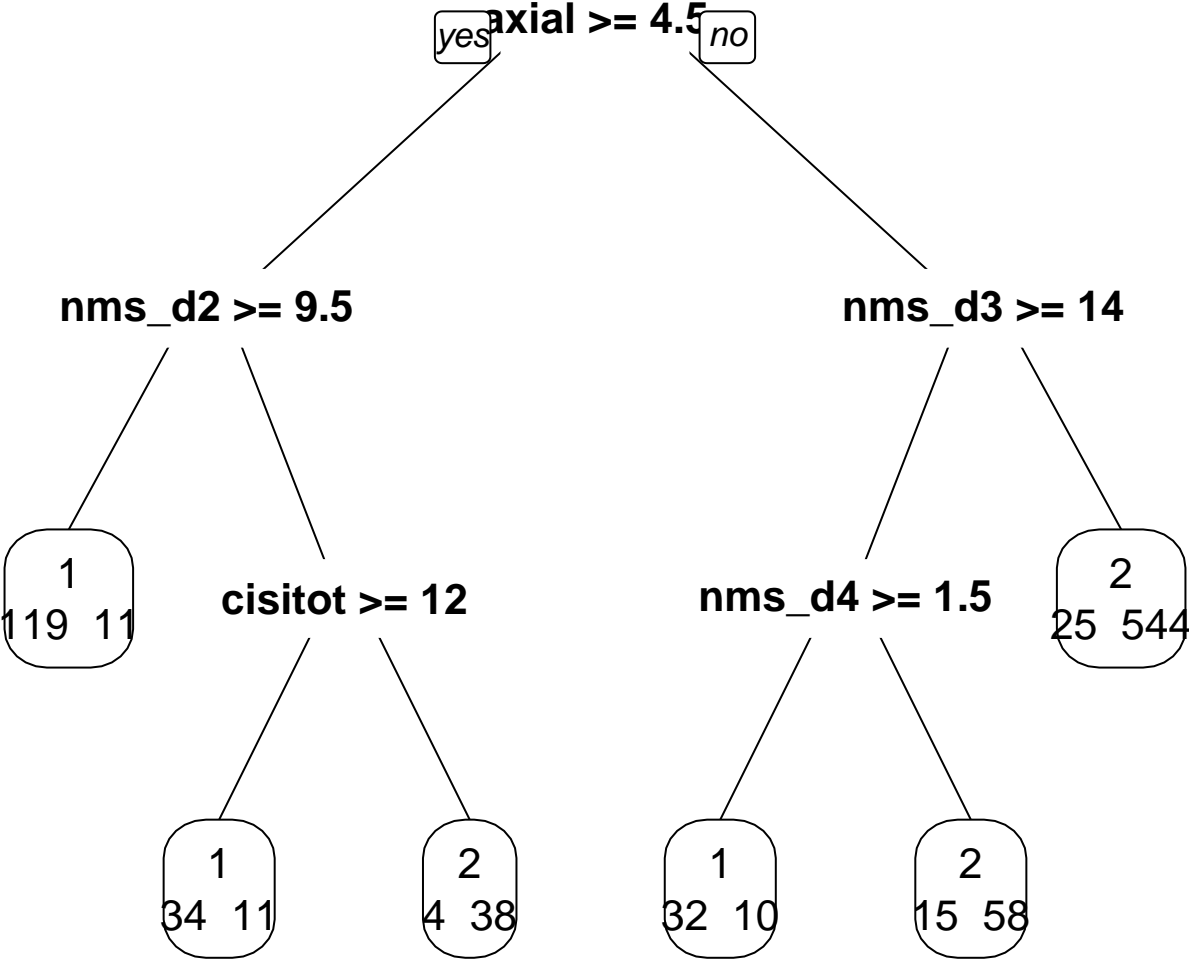 yes axial >= 4.5 no
nms_d2 >= 9.5 nms_d3 >= 14
1
119 11
cisitot >= 12 nms_d4 >= 1.5
2
25 544
1 2 1 2
34 11 4 38 32 10 15 58